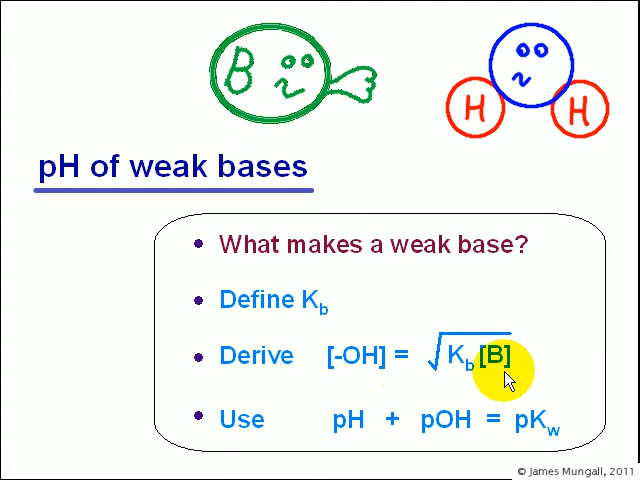 B
H H
pH of weak bases
• What makes a weak base?
• Define K_b
• Derive [-OH] = √K_b [B]
• Use pH + pOH = pK_w
© James Mungall, 2011